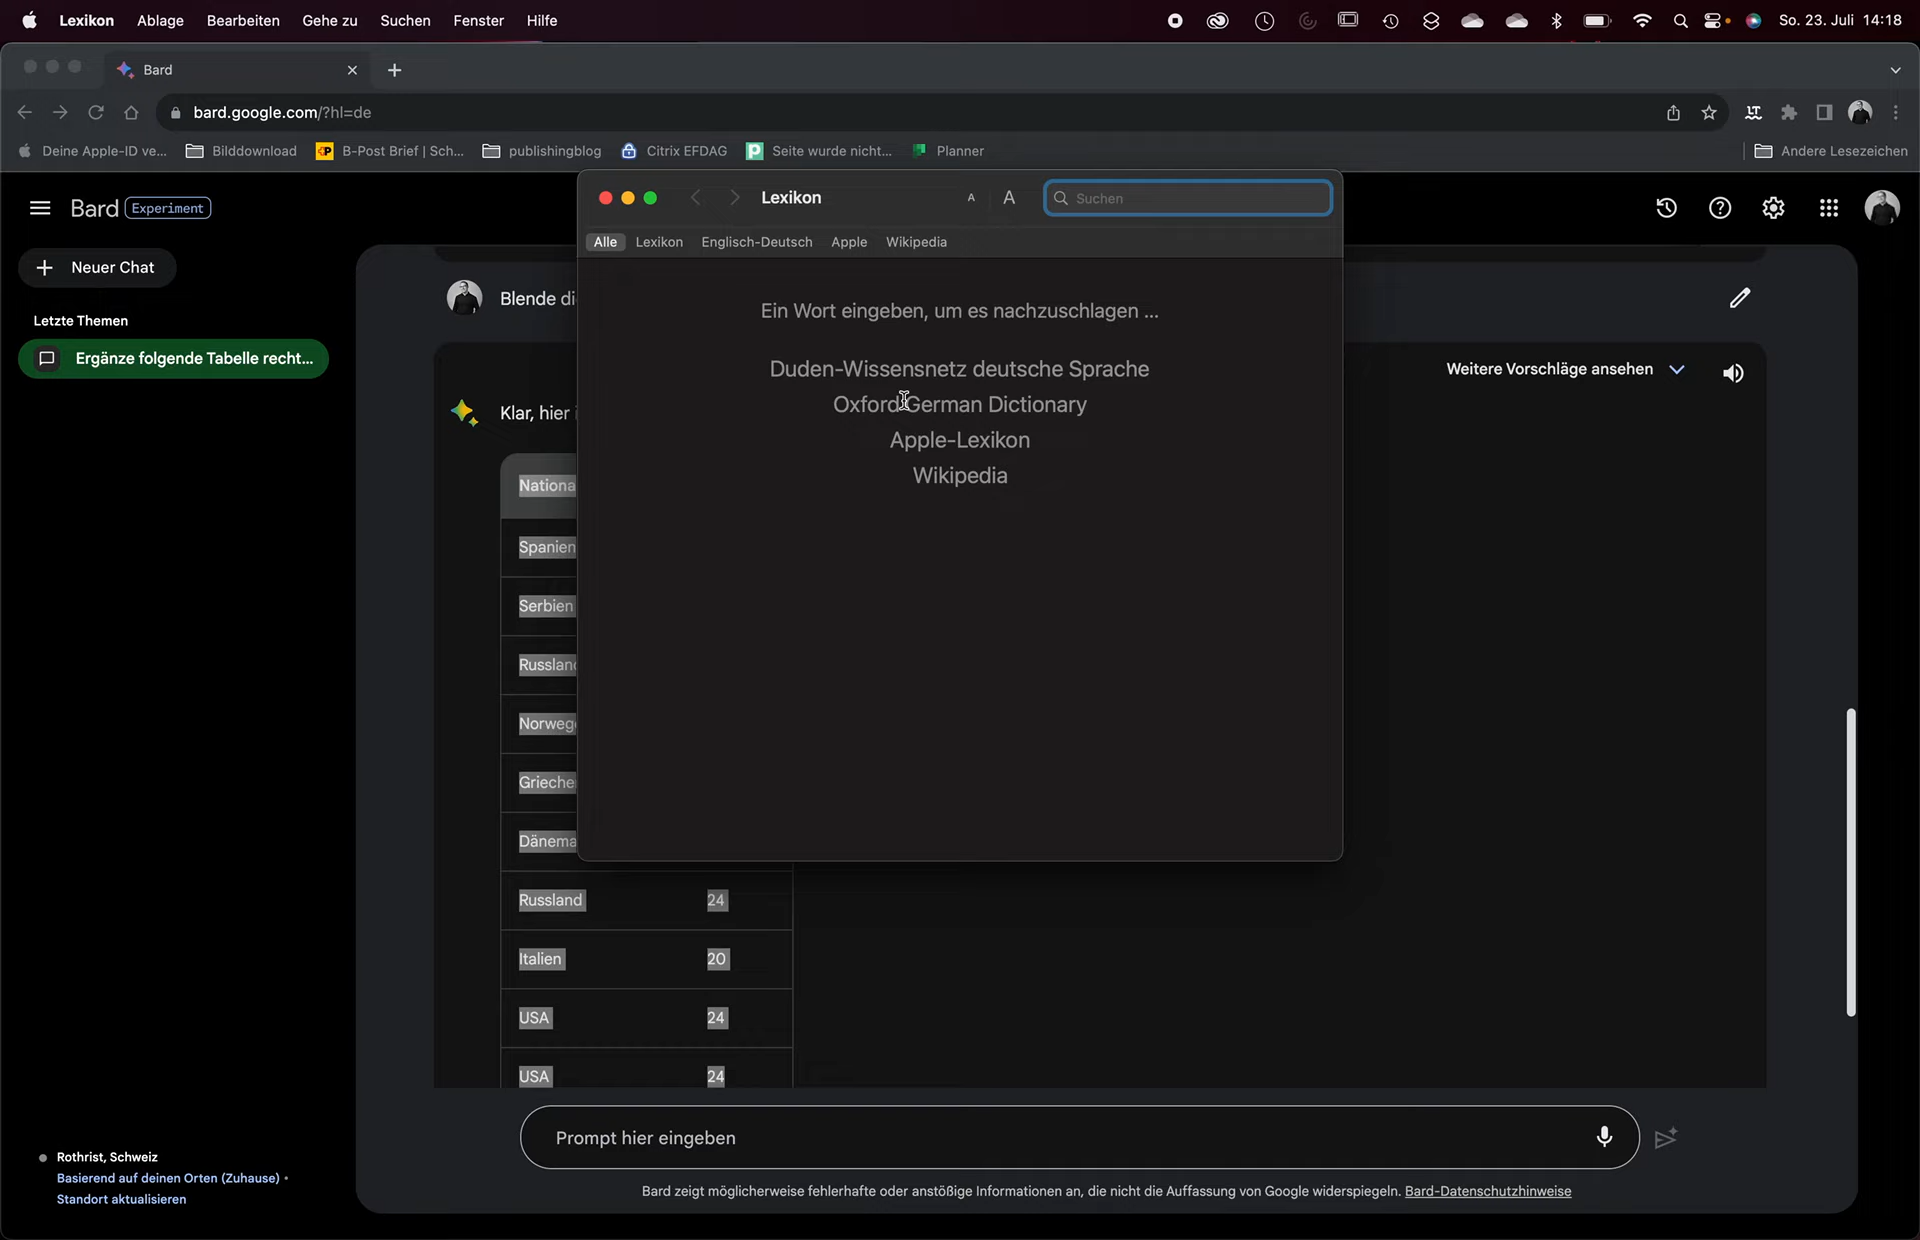 Lexikon Ablage Bearbeiten Gehe zu Suchen Fenster Hilfe So. 23. Juli 14:18
Bard
bard.google.com/?hl=de
Deine Apple-ID ve... Bilddownload B-Post Brief | Sch... publishingblog Citrix EFDAG Seite wurde nicht... Planner Andere Lesezeichen
Bard Experiment
Neuer Chat
Letzte Themen
Ergänze folgende Tabelle recht...
Lexikon A A Suchen
Alle Lexikon Englisch-Deutsch Apple Wikipedia
Ein Wort eingeben, um es nachzuschlagen ...
Duden-Wissensnetz deutsche Sprache
Oxford German Dictionary
Apple-Lexikon
Wikipedia
Blende di
Weitere Vorschläge ansehen
Klar, hier i
Nationa
Spanien
Serbien
Russland
Norweg
Grieche
Dänema
Russland 24
Italien 20
USA 24
USA 24
Prompt hier eingeben
Bard zeigt möglicherweise fehlerhafte oder anstößige Informationen an, die nicht die Auffassung von Google widerspiegeln. Bard-Datenschutzhinweise
Rothrist, Schweiz
Basierend auf deinen Orten (Zuhause) •
Standort aktualisieren